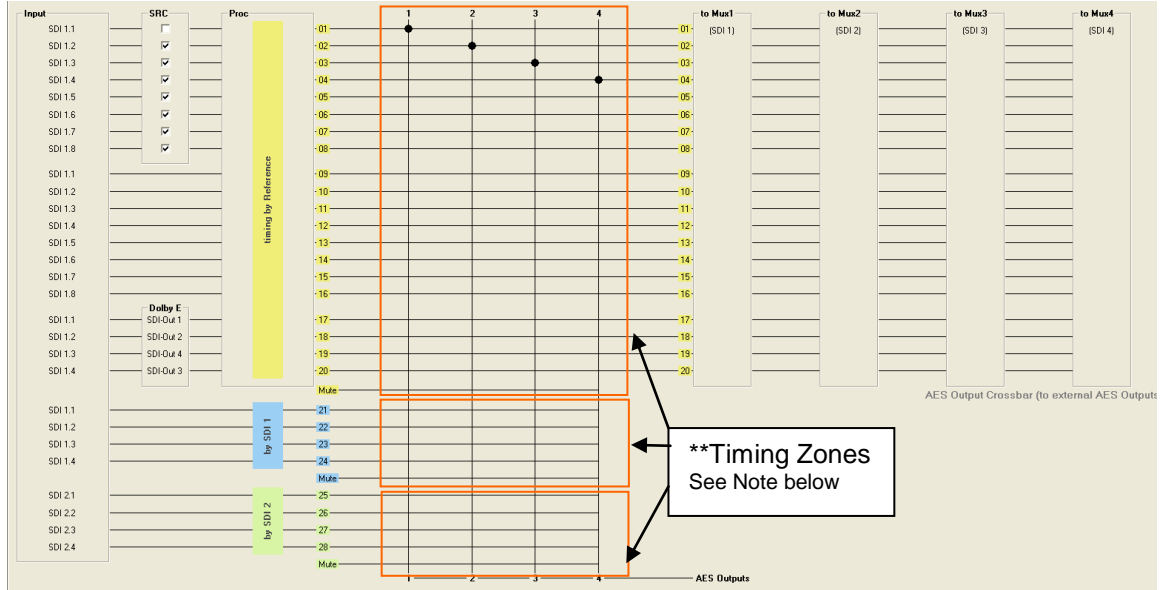 Input SRC Proc 1 2 3 4 to Mux1 to Mux2 to Mux3 to Mux4
SDI 1.1 01 01 (SDI 1) (SDI 2) (SDI 3) (SDI 4)
SDI 1.2 02 02
SDI 1.3 03 03
SDI 1.4 04 04
SDI 1.5 05 05
SDI 1.6 06 06
SDI 1.7 07 07
SDI 1.8 08 08
timing by Reference
SDI 1.1 09 09
SDI 1.2 10 10
SDI 1.3 11 11
SDI 1.4 12 12
SDI 1.5 13 13
SDI 1.6 14 14
SDI 1.7 15 15
SDI 1.8 16 16
Dolby E
SDI 1.1 SDI-Out 1 17 17
SDI 1.2 SDI-Out 2 18 18
SDI 1.3 SDI-Out 4 19 19
SDI 1.4 SDI-Out 3 20 20
Mute
AES Output Crossbar (to external AES Outputs
by SDI 1
SDI 1.1 21
SDI 1.2 22
SDI 1.3 23
SDI 1.4 24
Mute
**Timing Zones
See Note below
by SDI 2
SDI 2.1 25
SDI 2.2 26
SDI 2.3 27
SDI 2.4 28
Mute
1 2 3 4 AES Outputs